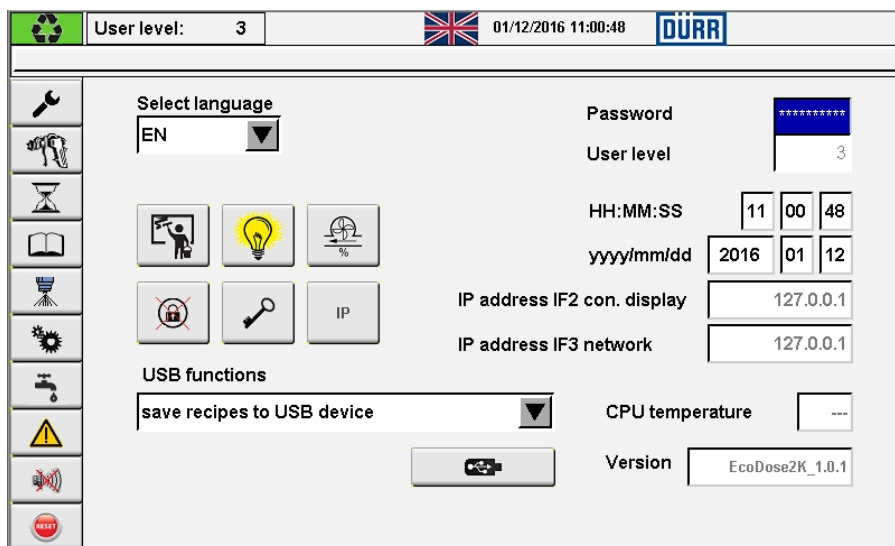 User level: 3 01/12/2016 11:00:48 DÜRR
Select language
EN
Password **********
User level 3
HH:MM:SS 11 00 48
yyyy/mm/dd 2016 01 12
%
IP
IP address IF2 con. display 127.0.0.1
IP address IF3 network 127.0.0.1
USB functions
save recipes to USB device
CPU temperature ---
Version EcoDose2K_1.0.1
RESET